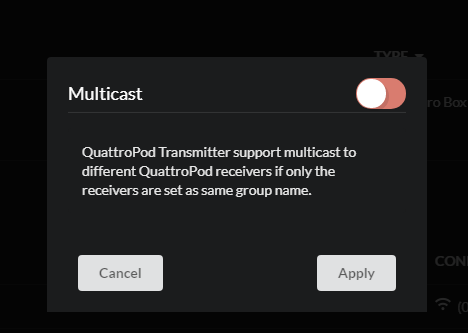 TYPE
Multicast
ro Box
QuattroPod Transmitter support multicast to
different QuattroPod receivers if only the
receivers are set as same group name.
CON
Cancel
Apply